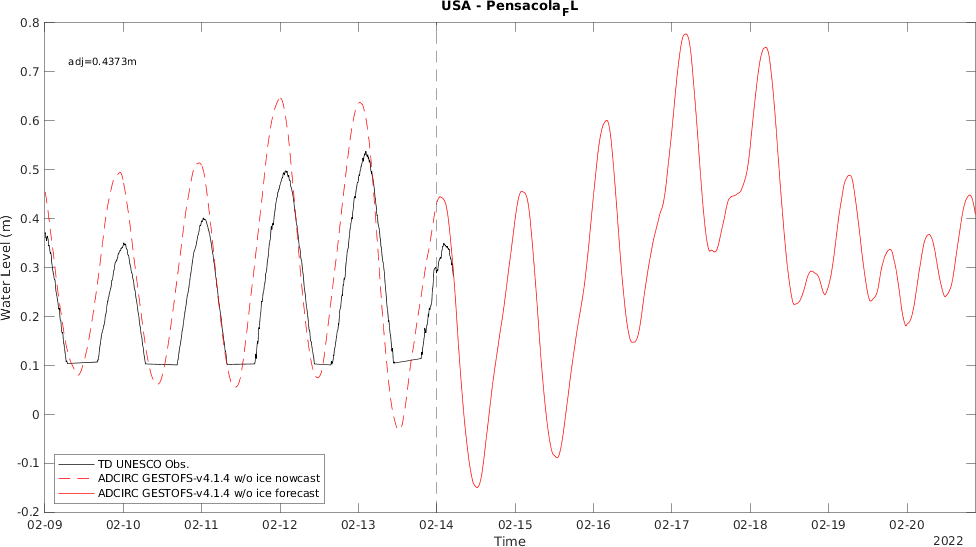 USA - Pensacola_FL
0.8
adj=0.4373m
0.7
0.6
0.5
0.4
0.3
0.2
0.1
0
-0.1
-0.2
Water Level (m)
TD UNESCO Obs.
ADCIRC GESTOFS-v4.1.4 w/o ice nowcast
ADCIRC GESTOFS-v4.1.4 w/o ice forecast
02-09 02-10 02-11 02-12 02-13 02-14 02-15 02-16 02-17 02-18 02-19 02-20
Time
2022